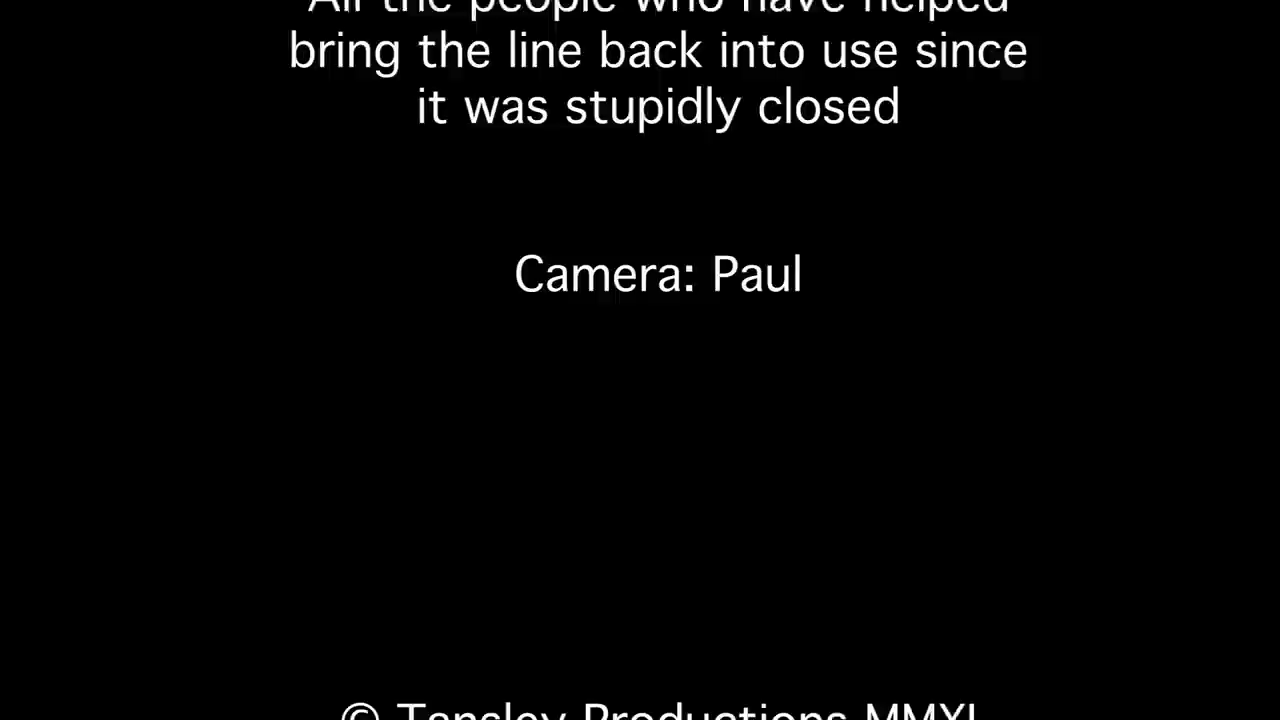 All the people who have helped
bring the line back into use since
it was stupidly closed
Camera: Paul
© Tansley Productions MMXI